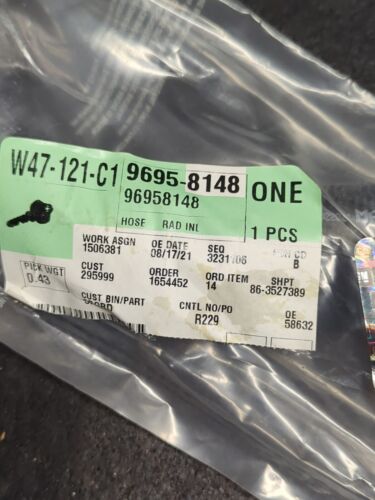 W47-121-C1 9695-8148 ONE
96958148
HOSE RAD INL 1 PCS
WORK ASGN OE DATE SEQ
1506381 08/17/21 3231106 B
PICK WGT CUST ORDER ORD ITEM SHPT
0.43 295999 1654452 14 86-3527389
CUST BIN/PART CNTL NO/PO OE
R229 58632